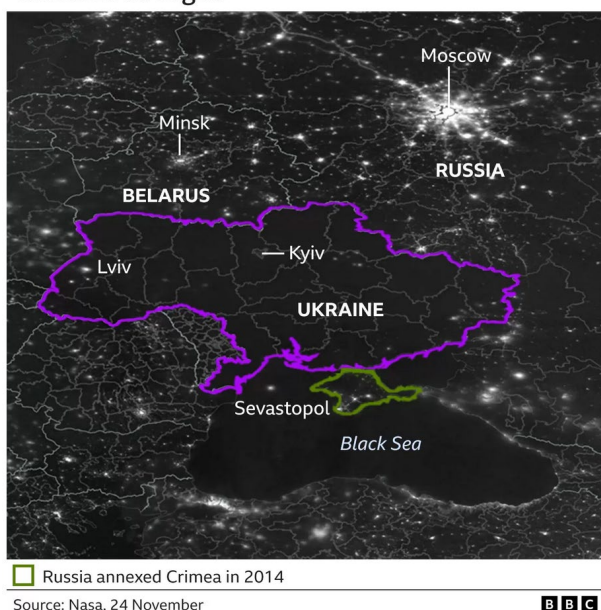 Moscow
Minsk
RUSSIA
BELARUS
Kyiv
Lviv
UKRAINE
Sevastopol
Black Sea
Russia annexed Crimea in 2014
Source: Nasa, 24 November
BBC